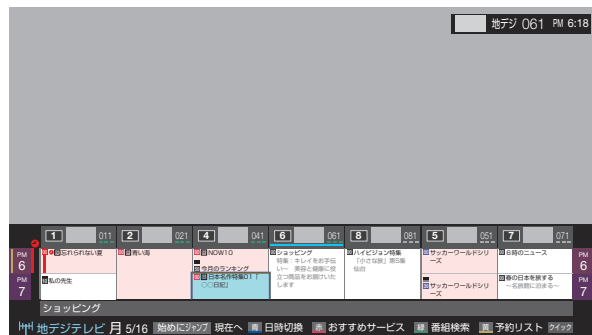 地デジ 061 PM 6:18
1 011 2 021 4 041 6 061 8 081 5 051 7 071
PM
6
忘れられない夏
青い海
NOW10
ショッピング
特集：キレイをお手伝
い〜 美容と健康に役
立つ商品をお届けいた
します
ハイビジョン特集
「小さな旅」第5集
仙台
サッカーワールドシリ
ーズ
6時のニュース
PM
6
今月のランキング
PM
7
私の先生
日本名作特集01！
○○日記」
サッカーワールドシリ
ーズ
春の日本を旅する
〜名旅館に泊まる〜
PM
7
ショッピング
地デジテレビ 月 5/16 始めにジャンプ 現在へ 青 日時切換 赤 おすすめサービス 緑 番組検索 黄 予約リスト クイック